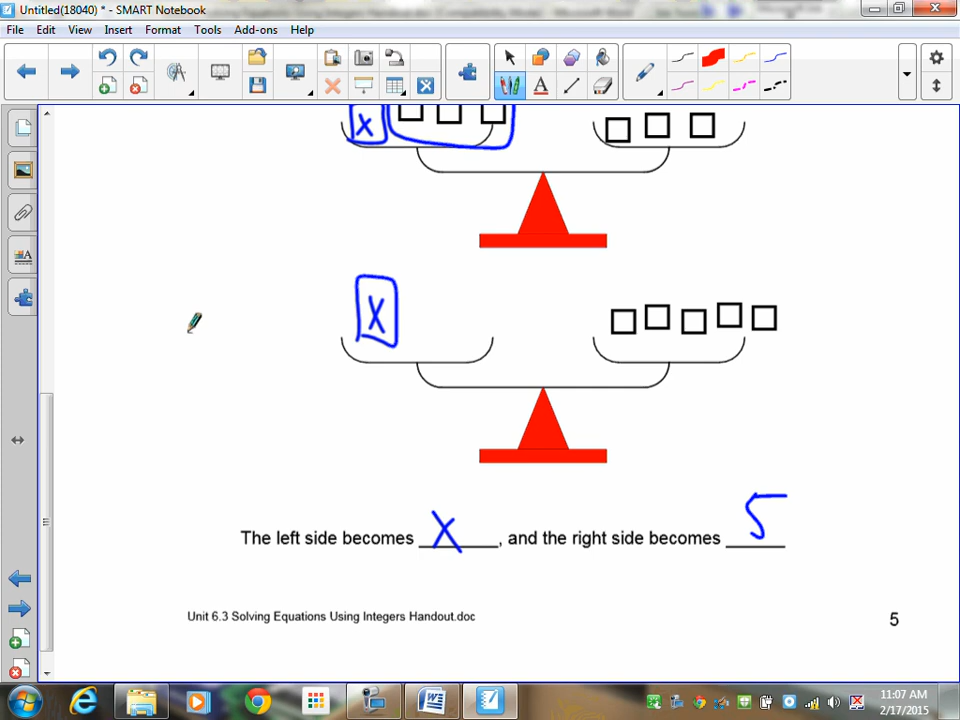 Untitled(18040) * - SMART Notebook
File Edit View Insert Format Tools Add-ons Help
X
X
The left side becomes X, and the right side becomes 5
Unit 6.3 Solving Equations Using Integers Handout.doc
5
11:07 AM
2/17/2015